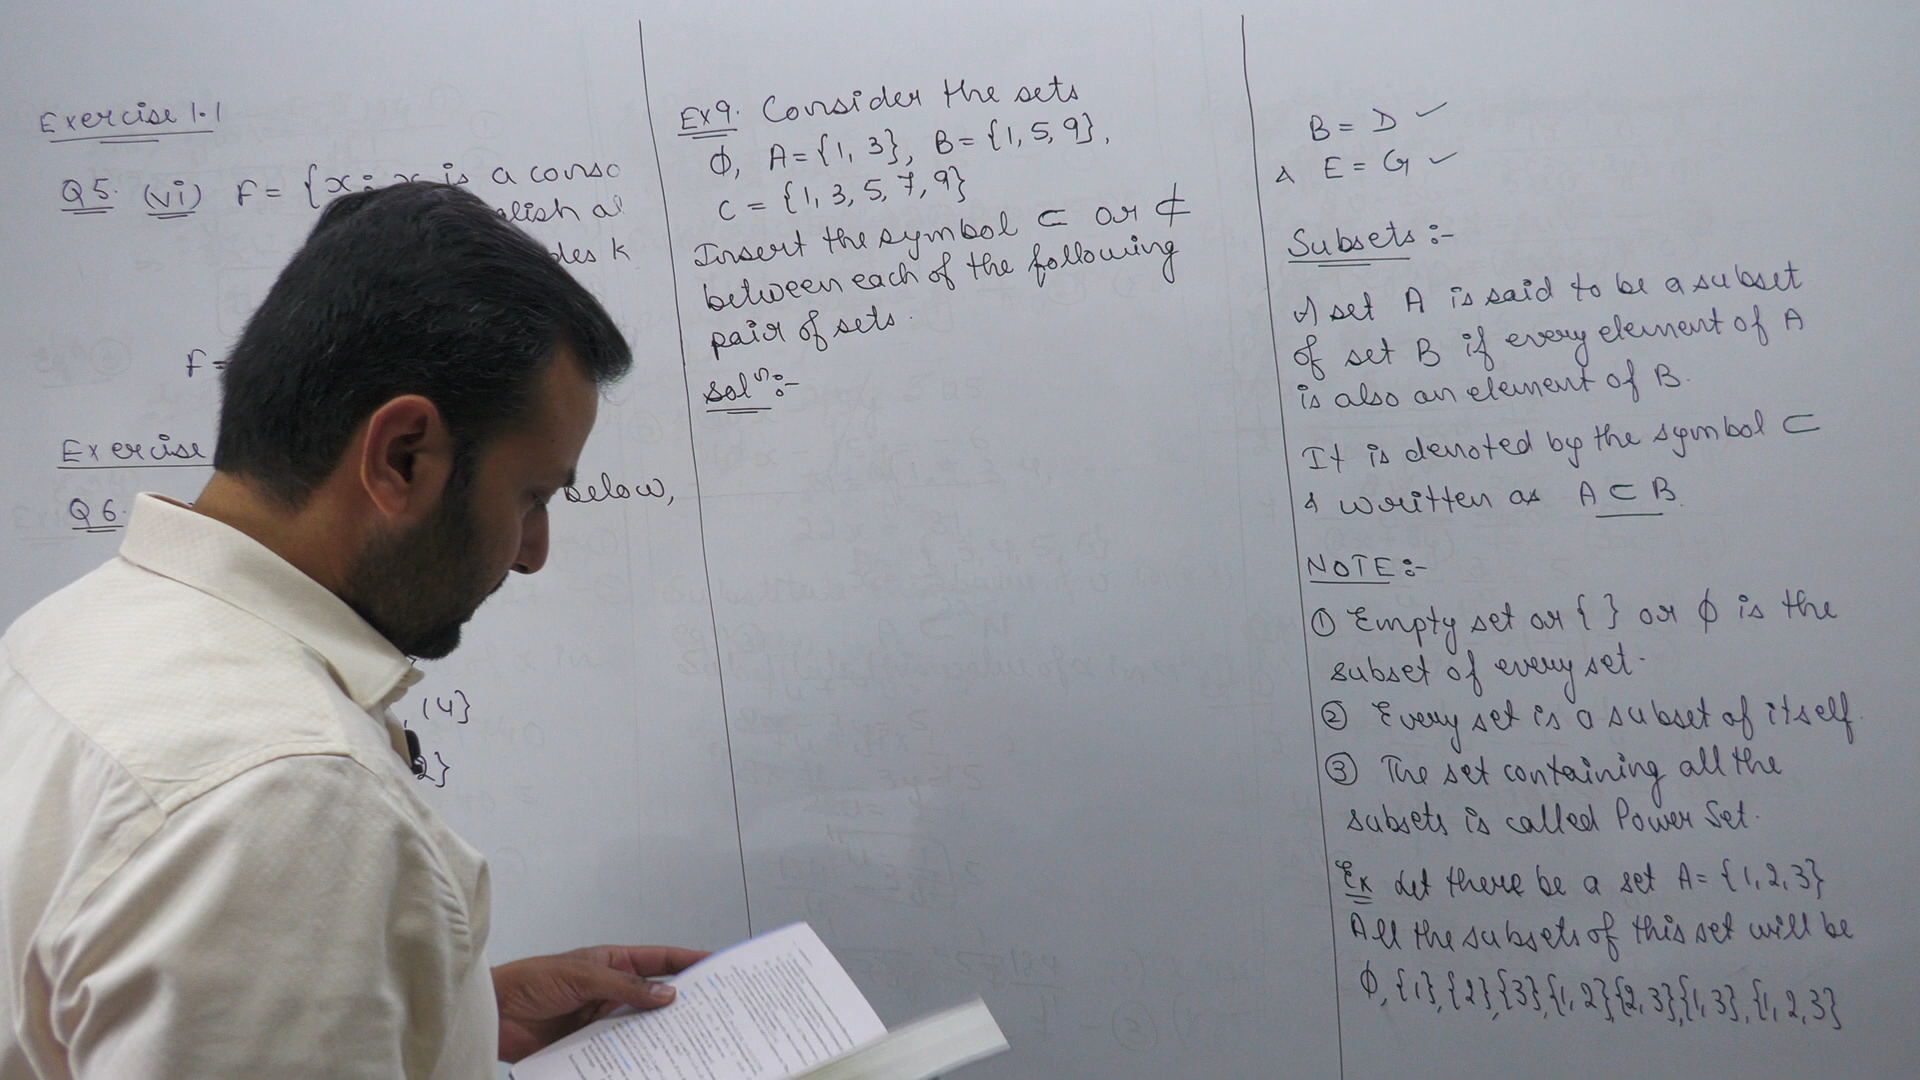 Exercise 1.1
Q5. (vi) F = {x: x is a conso
lish al
des k
F =
Exercise
Q6.
below,
, 14}
2}
Ex9. Consider the sets
φ, A = {1, 3}, B = {1, 5, 9},
C = {1, 3, 5, 7, 9}
Insert the symbol ⊂ or ⊄
between each of the following
pair of sets.
solⁿ:-
B = D ✓
& E = G ✓
Subsets :-
A set A is said to be a subset
of set B if every element of A
is also an element of B.
It is denoted by the symbol ⊂
& written as A ⊂ B.
NOTE :-
① Empty set or { } or φ is the
subset of every set.
② Every set is a subset of itself.
③ The set containing all the
subsets is called Power Set.
Ex Let there be a set A = {1, 2, 3}
All the subsets of this set will be
φ, {1}, {2}, {3}, {1, 2}, {2, 3}, {1, 3}, {1, 2, 3}